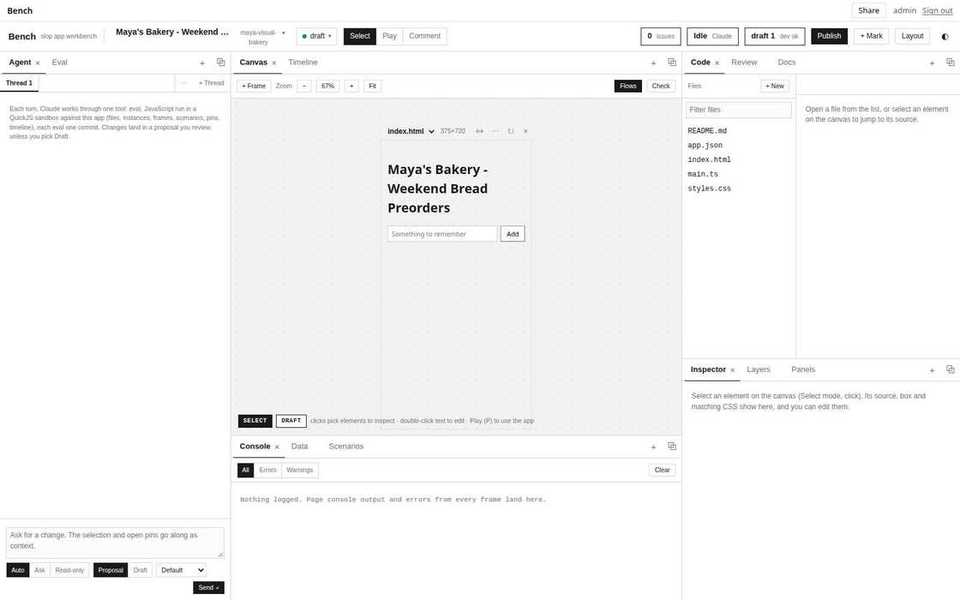 Bench
Share
admin
Sign out
Bench slop app workbench
Maya's Bakery - Weekend ...
maya-visual-bakery
draft
Select
Play
Comment
0 issues
Idle Claude
draft 1 dev ok
Publish
+ Mark
Layout
Agent ×
Eval
+
Canvas ×
Timeline
+
Code ×
Review
Docs
+
Thread 1
...
+ Thread
+ Frame
Zoom
−
67%
+
Fit
Flows
Check
Files
+ New
Each turn, Claude works through one tool: eval, JavaScript run in a
QuickJS sandbox against this app (files, instances, frames, scenarios, pins,
timeline), each eval one commit. Changes land in a proposal you review
unless you pick Draft.
Filter files
README.md
app.json
index.html
main.ts
styles.css
Open a file from the list, or select an element
on the canvas to jump to its source.
index.html
375×720
×
Maya's Bakery -
Weekend Bread
Preorders
Something to remember
Add
SELECT
DRAFT
clicks pick elements to inspect · double-click text to edit · Play (P) to use the app
Inspector ×
Layers
Panels
+
Select an element on the canvas (Select mode, click). Its source, box and
matching CSS show here, and you can edit them.
Console ×
Data
Scenarios
+
All
Errors
Warnings
Clear
Nothing logged. Page console output and errors from every frame land here.
Ask for a change. The selection and open pins go along as
context.
Auto
Ask
Read-only
Proposal
Draft
Default
Send